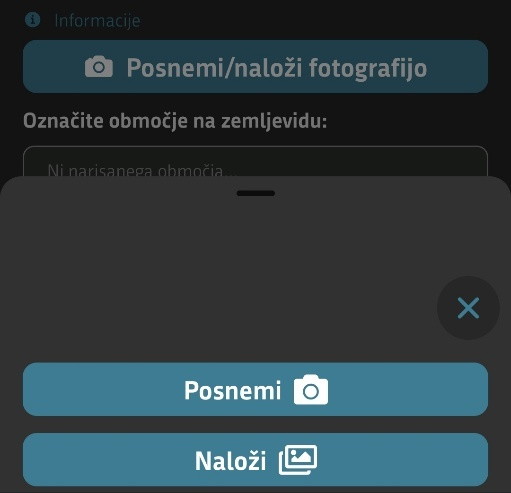 Informacije
Posnemi/naloži fotografijo
Označite območje na zemljevidu:
Ni narisanega območja...
Posnemi
Naloži